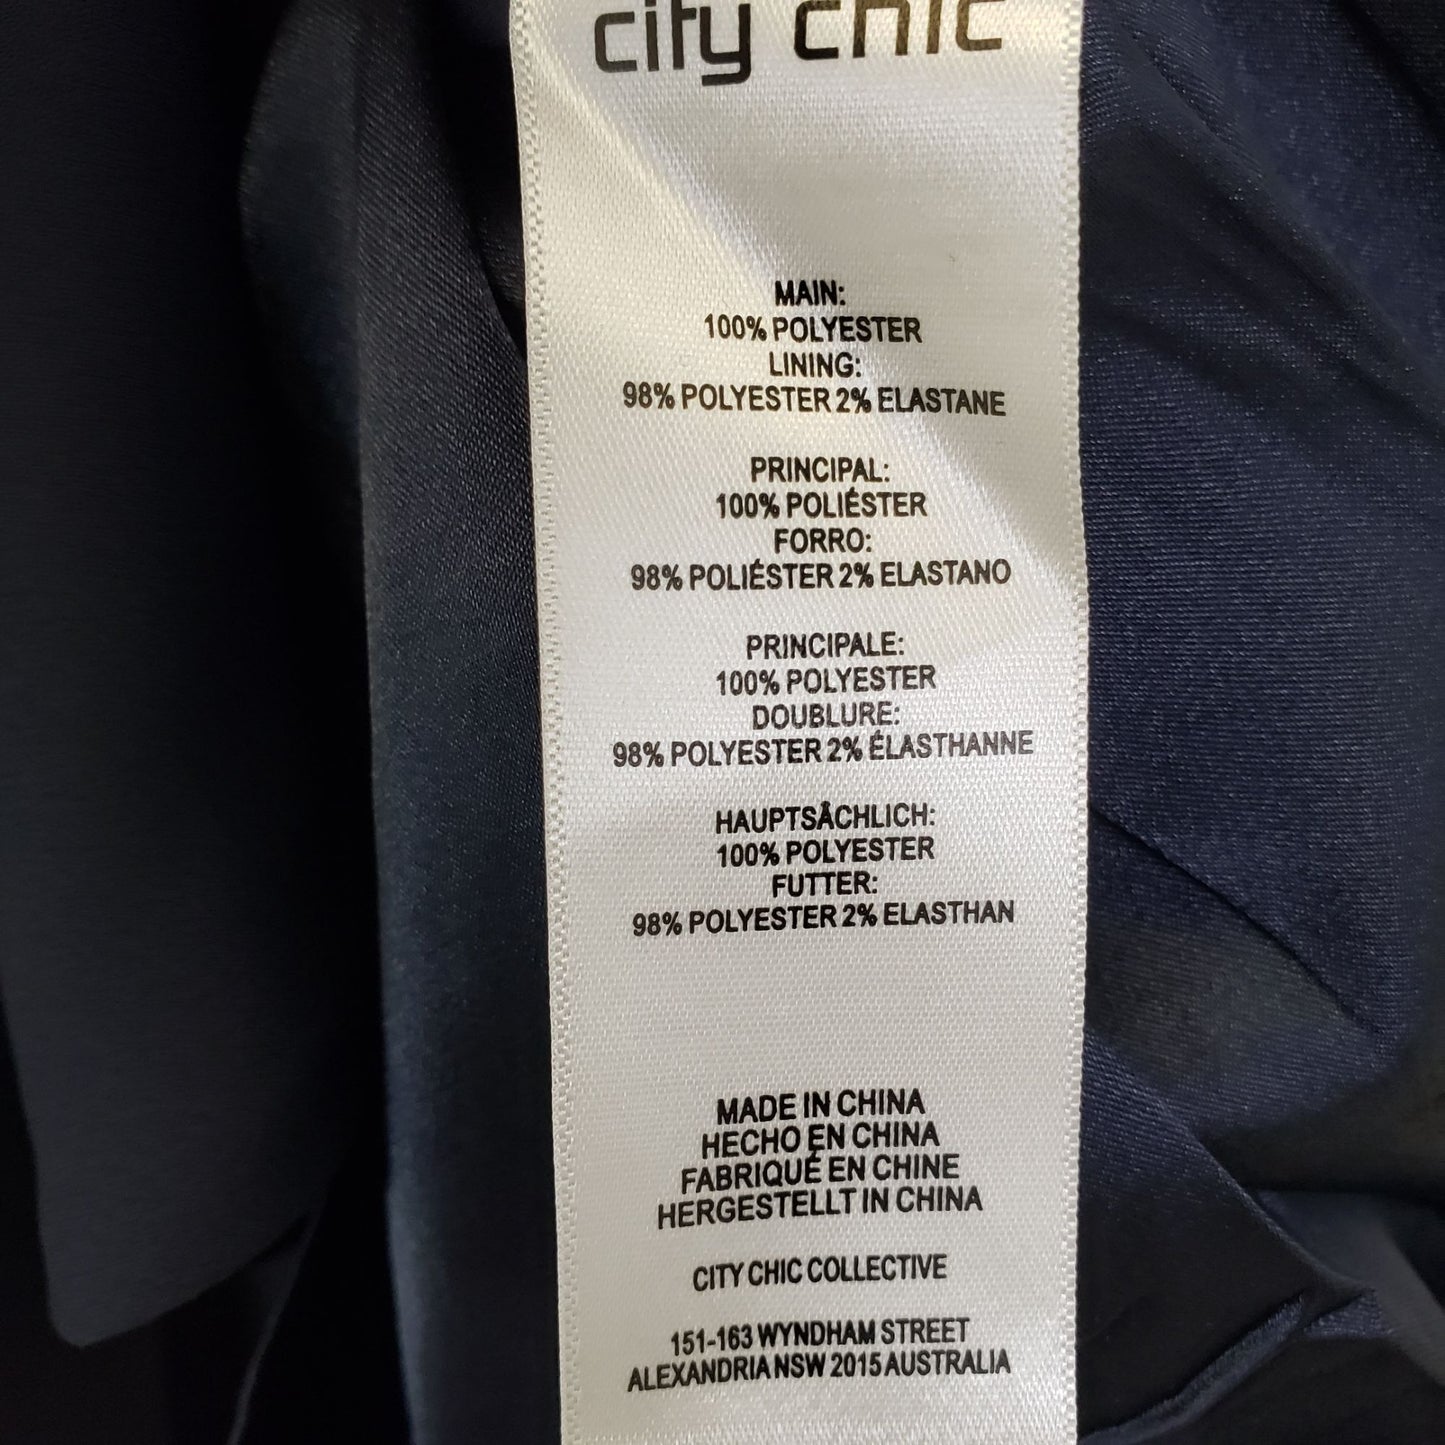 city chic
MAIN:
100% POLYESTER
LINING:
98% POLYESTER 2% ELASTANE
PRINCIPAL:
100% POLIÉSTER
FORRO:
98% POLIÉSTER 2% ELASTANO
PRINCIPALE:
100% POLYESTER
DOUBLURE:
98% POLYESTER 2% ÉLASTHANNE
HAUPTSÅCHLICH:
100% POLYESTER
FUTTER:
98% POLYESTER 2% ELASTHAN
MADE IN CHINA
HECHO EN CHINA
FABRIQUÉ EN CHINE
HERGESTELLT IN CHINA
CITY CHIC COLLECTIVE
151-163 WYNDHAM STREET
ALEXANDRIA NSW 2015 AUSTRALIA